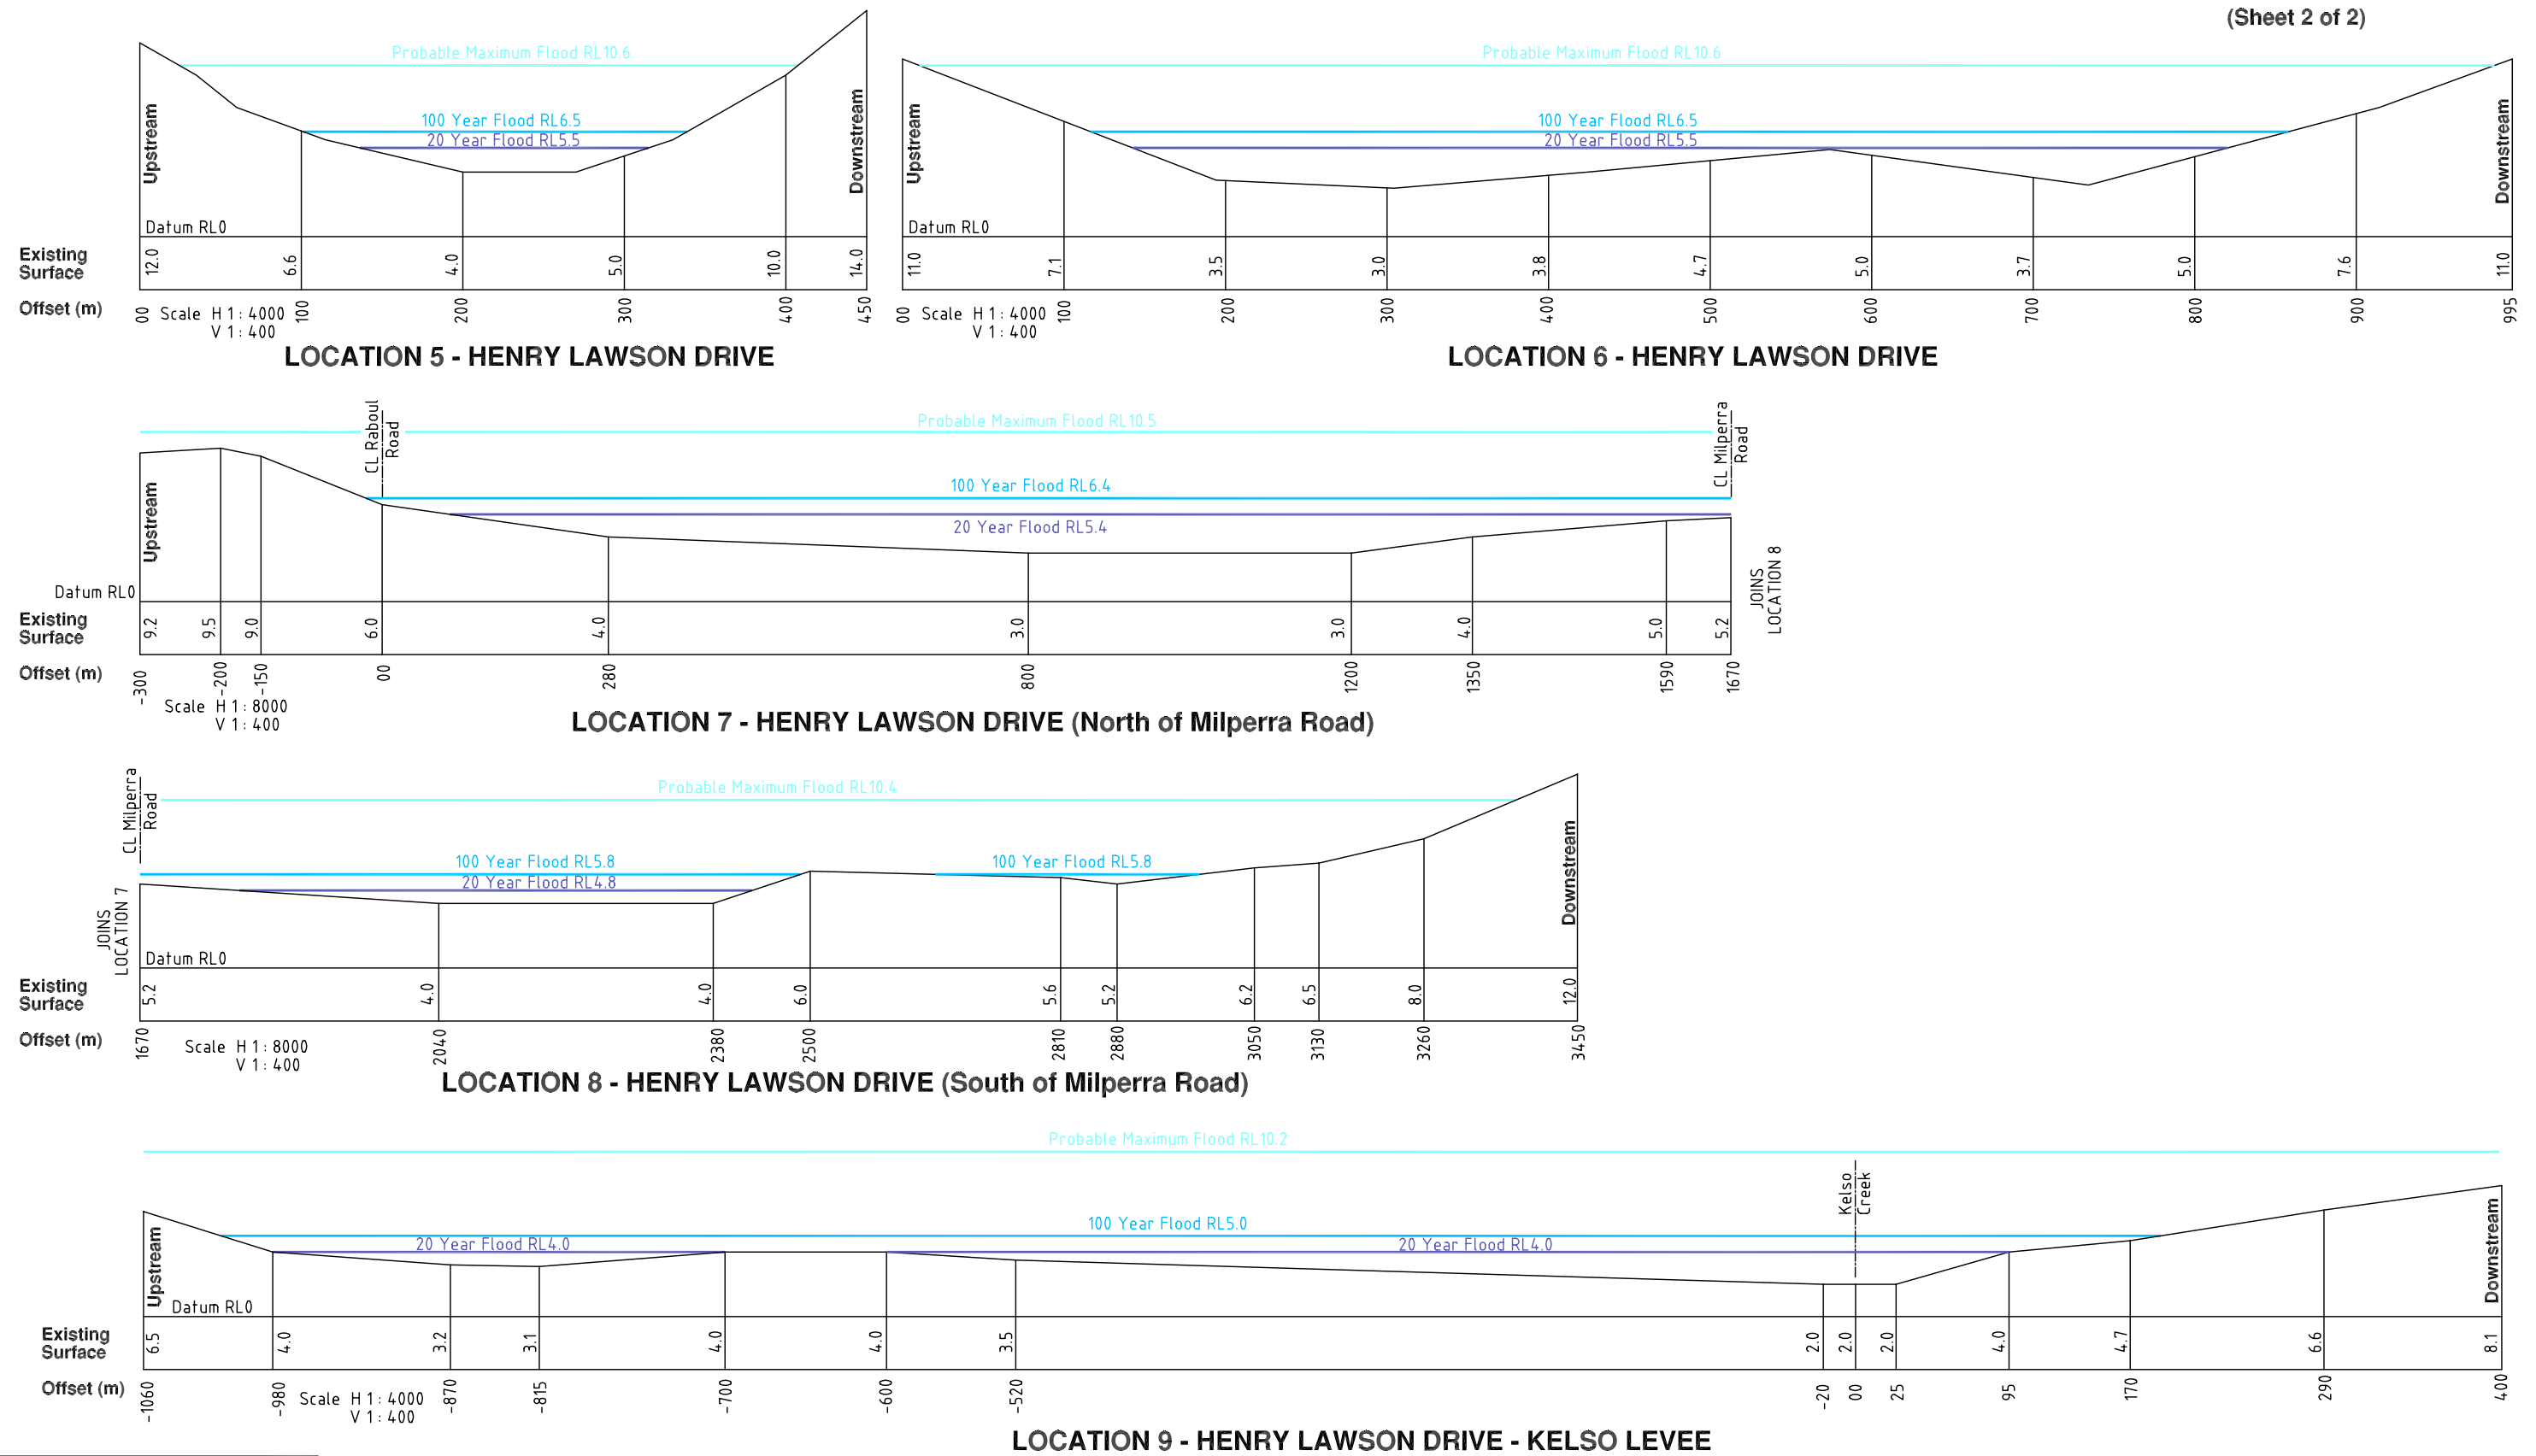 (Sheet 2 of 2)
Probable Maximum Flood RL10.6
100 Year Flood RL6.5
20 Year Flood RL5.5
Upstream
Downstream
Datum RL0
Existing
Surface
12.0 6.6 4.0 5.0 10.0 14.0
Offset (m)
00 100 200 300 400 450
Scale H 1 : 4000
V 1 : 400
LOCATION 5 - HENRY LAWSON DRIVE
Probable Maximum Flood RL10.6
100 Year Flood RL6.5
20 Year Flood RL5.5
Upstream
Downstream
Datum RL0
11.0 7.1 3.5 3.0 3.8 4.7 5.0 3.7 5.0 7.6 11.0
00 100 200 300 400 500 600 700 800 900 995
Scale H 1 : 4000
V 1 : 400
LOCATION 6 - HENRY LAWSON DRIVE
CL Raboul
Road
Probable Maximum Flood RL10.5
CL Milperra
Road
100 Year Flood RL6.4
20 Year Flood RL5.4
Upstream
JOINS
LOCATION 8
Datum RL0
Existing
Surface
9.2 9.5 9.0 6.0 4.0 3.0 3.0 4.0 5.0 5.2
Offset (m)
-300 -200 -150 00 280 800 1200 1350 1590 1670
Scale H 1 : 8000
V 1 : 400
LOCATION 7 - HENRY LAWSON DRIVE (North of Milperra Road)
CL Milperra
Road
Probable Maximum Flood RL10.4
100 Year Flood RL5.8
100 Year Flood RL5.8
20 Year Flood RL4.8
JOINS
LOCATION 7
Downstream
Datum RL0
Existing
Surface
5.2 4.0 4.0 6.0 5.6 5.2 6.2 6.5 8.0 12.0
Offset (m)
1670 2040 2380 2500 2810 2880 3050 3130 3260 3450
Scale H 1 : 8000
V 1 : 400
LOCATION 8 - HENRY LAWSON DRIVE (South of Milperra Road)
Probable Maximum Flood RL10.2
Kelso
Creek
100 Year Flood RL5.0
20 Year Flood RL4.0
20 Year Flood RL4.0
Upstream
Downstream
Datum RL0
Existing
Surface
6.5 4.0 3.2 3.1 4.0 4.0 3.5 2.0 2.0 2.0 4.0 4.7 6.6 8.1
Offset (m)
-1060 -980 -870 -815 -700 -600 -520 -20 00 25 95 170 290 400
Scale H 1 : 4000
V 1 : 400
LOCATION 9 - HENRY LAWSON DRIVE - KELSO LEVEE